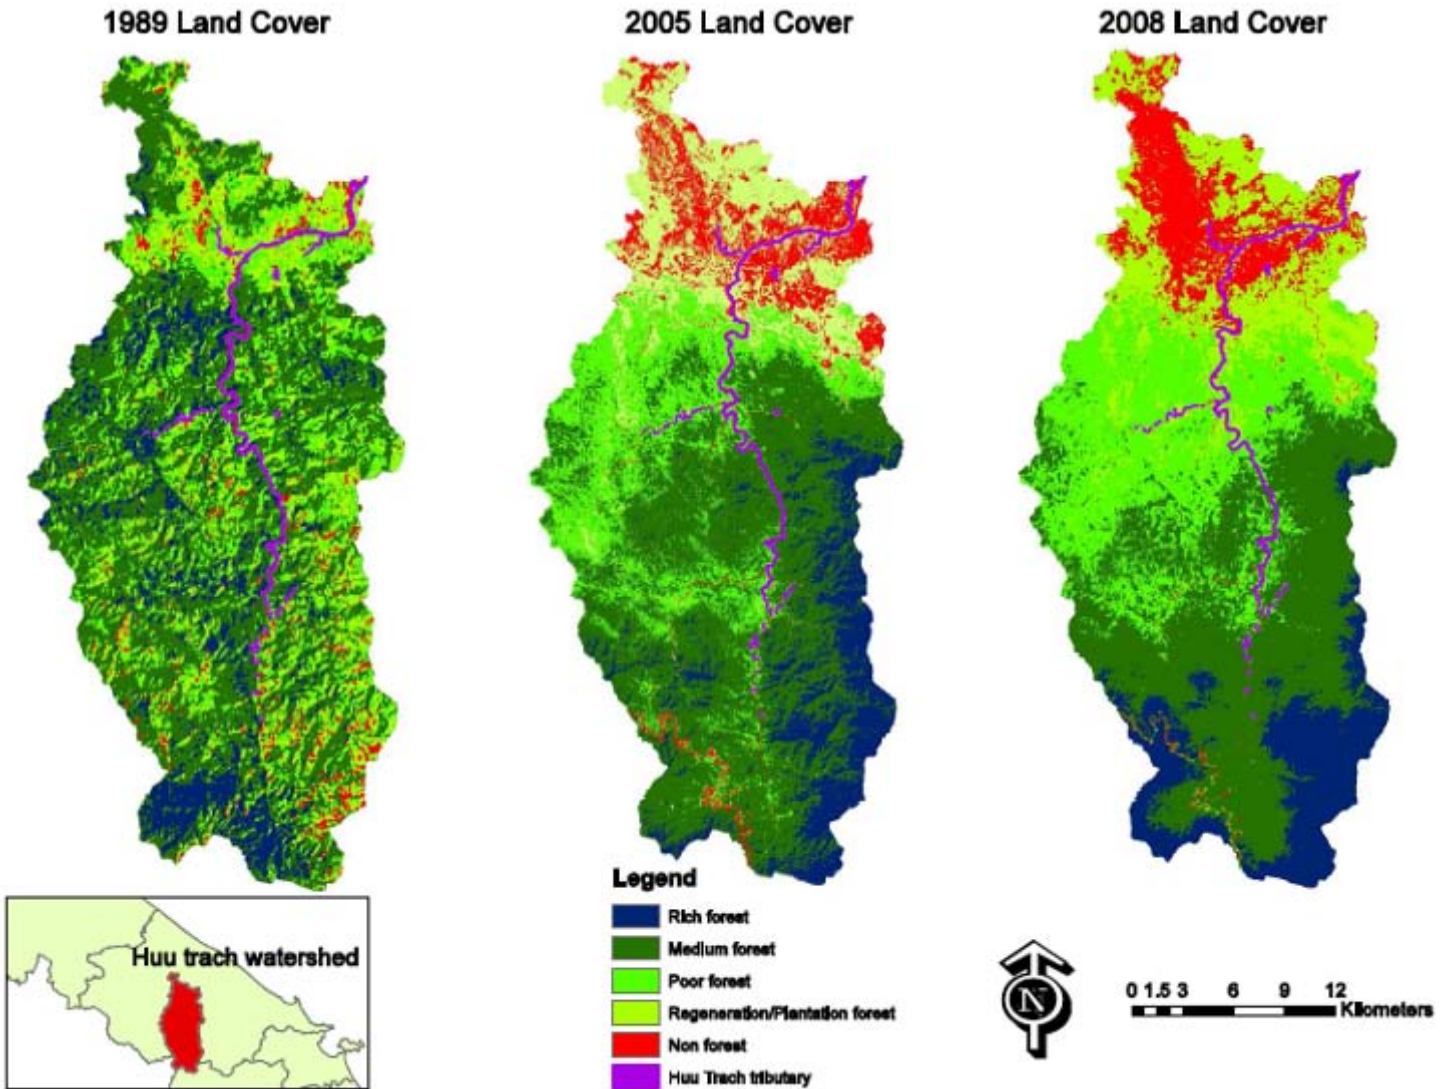 1989 Land Cover
2005 Land Cover
2008 Land Cover
Huu trach watershed
Legend
Rich forest
Medium forest
Poor forest
Regeneration/Plantation forest
Non forest
Huu Trach tributary
N
0 1.5 3 6 9 12
Kilometers